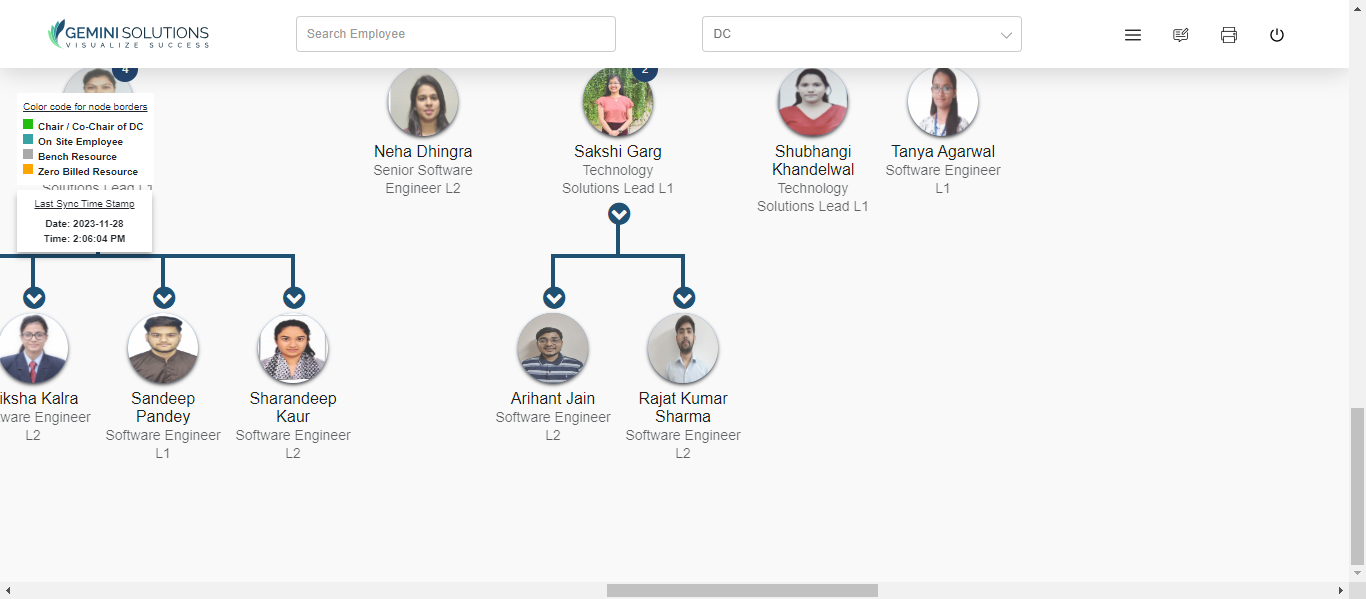 GEMINI SOLUTIONS
VISUALIZE SUCCESS
Search Employee
DC
4
2
Color code for node borders
Chair / Co-Chair of DC
On Site Employee
Bench Resource
Zero Billed Resource
Solutions Lead L1
Last Sync Time Stamp
Date: 2023-11-28
Time: 2:06:04 PM
Neha Dhingra
Senior Software
Engineer L2
Sakshi Garg
Technology
Solutions Lead L1
Shubhangi
Khandelwal
Technology
Solutions Lead L1
Tanya Agarwal
Software Engineer
L1
iksha Kalra
ware Engineer
L2
Sandeep
Pandey
Software Engineer
L1
Sharandeep
Kaur
Software Engineer
L2
Arihant Jain
Software Engineer
L2
Rajat Kumar
Sharma
Software Engineer
L2